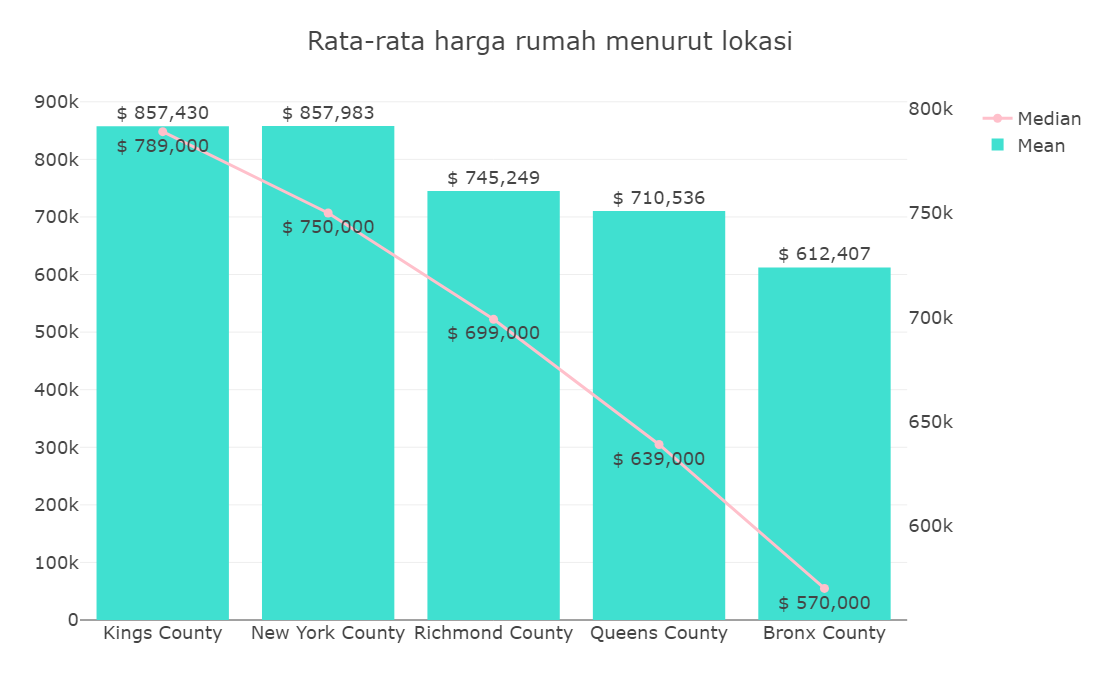 Rata-rata harga rumah menurut lokasi
900k
800k
700k
600k
500k
400k
300k
200k
100k
0
$ 857,430
$ 857,983
$ 745,249
$ 710,536
$ 612,407
$ 789,000
$ 750,000
$ 699,000
$ 639,000
$ 570,000
800k
750k
700k
650k
600k
Median
Mean
Kings County
New York County
Richmond County
Queens County
Bronx County